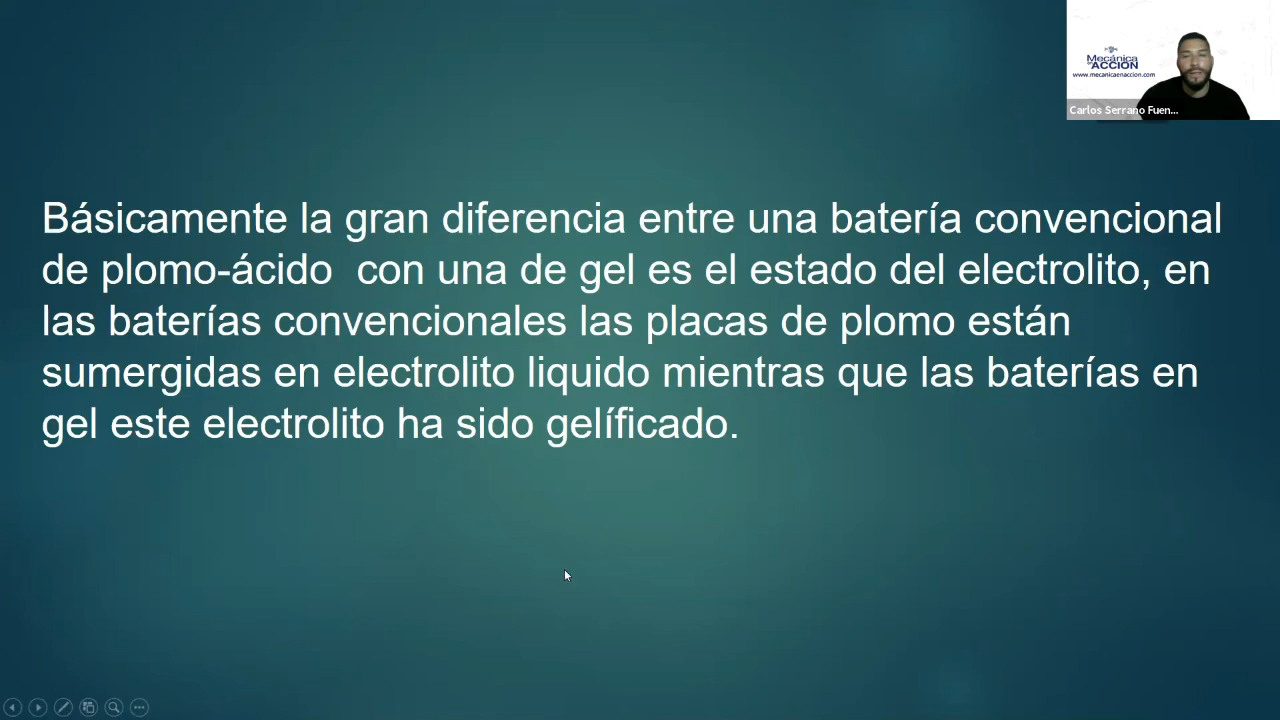 Mecánica
en ACCIÓN
www.mecanicaenaccion.com
Carlos Serrano Fuen...
Básicamente la gran diferencia entre una batería convencional
de plomo-ácido  con una de gel es el estado del electrolito, en
las baterías convencionales las placas de plomo están
sumergidas en electrolito liquido mientras que las baterías en
gel este electrolito ha sido gelíficado.